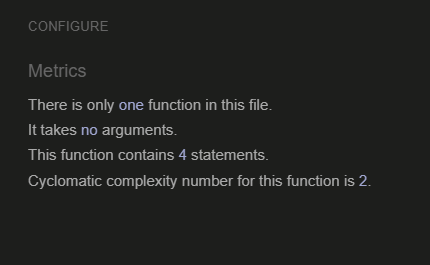 CONFIGURE
Metrics
There is only one function in this file.
It takes no arguments.
This function contains 4 statements.
Cyclomatic complexity number for this function is 2.